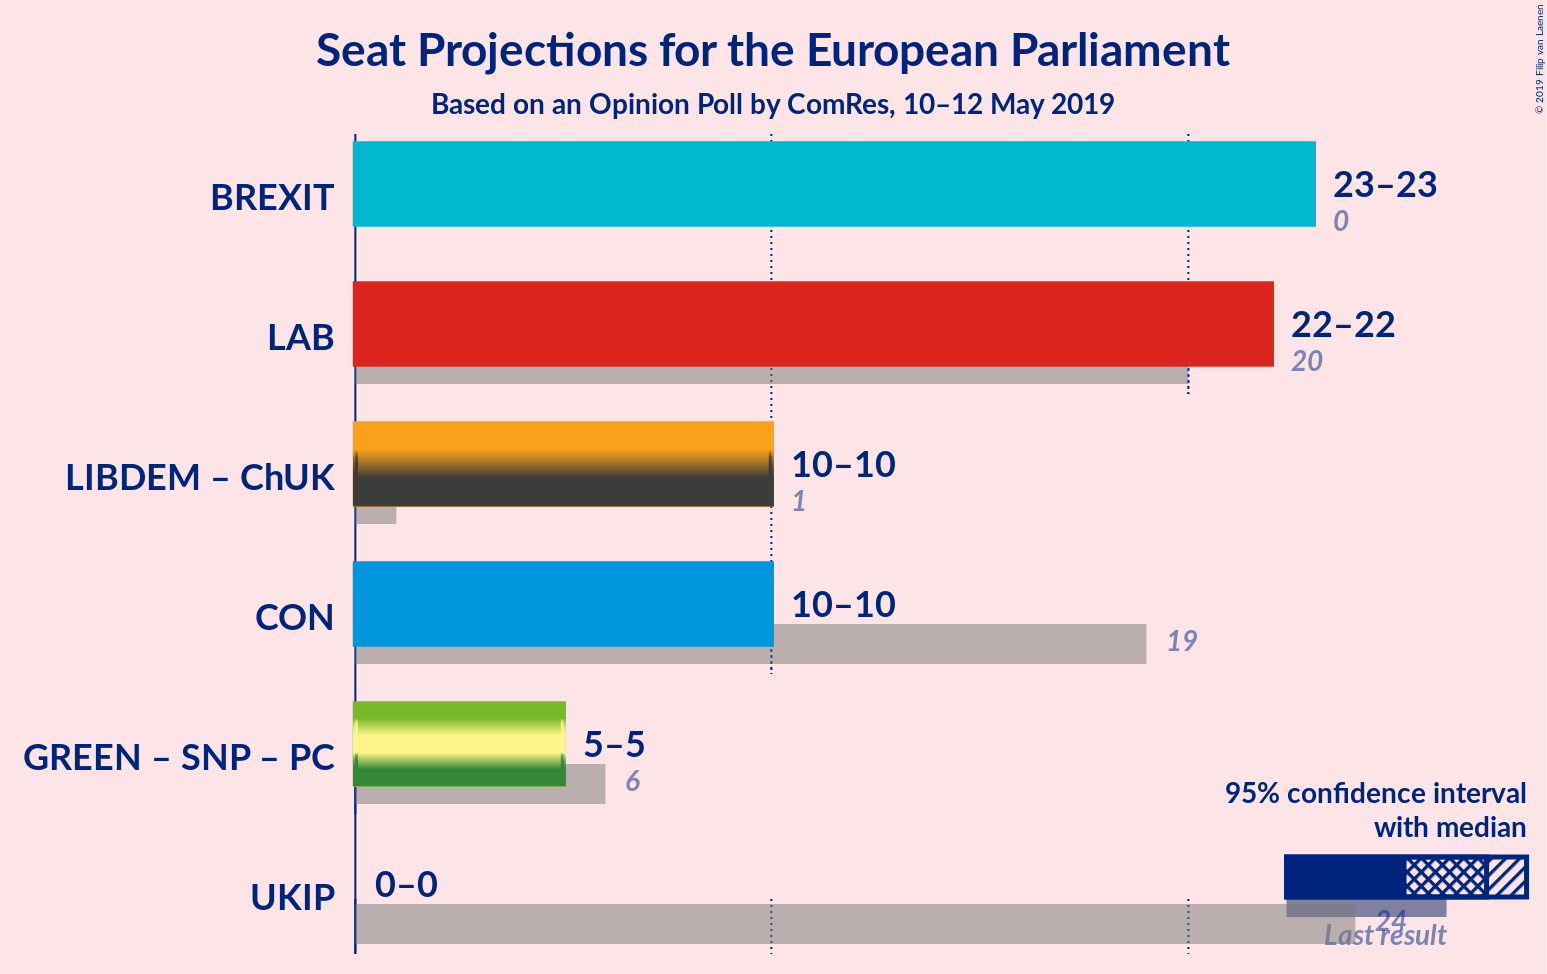 Seat Projections for the European Parliament
Based on an Opinion Poll by ComRes, 10–12 May 2019
© 2019 Filip van Laenen
BREXIT
23–23
0
LAB
22–22
20
LIBDEM – ChUK
10–10
1
CON
10–10
19
GREEN – SNP – PC
5–5
6
UKIP
0–0
24
95% confidence interval
with median
Last result